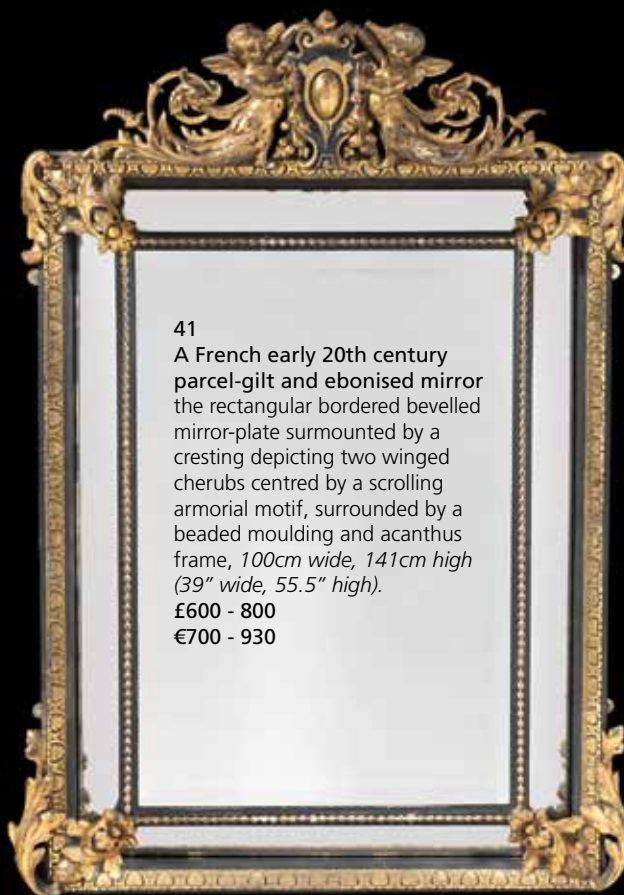 41
A French early 20th century
parcel-gilt and ebonised mirror
the rectangular bordered bevelled
mirror-plate surmounted by a
cresting depicting two winged
cherubs centred by a scrolling
armorial motif, surrounded by a
beaded moulding and acanthus
frame, 100cm wide, 141cm high
(39” wide, 55.5” high).
£600 - 800
€700 - 930